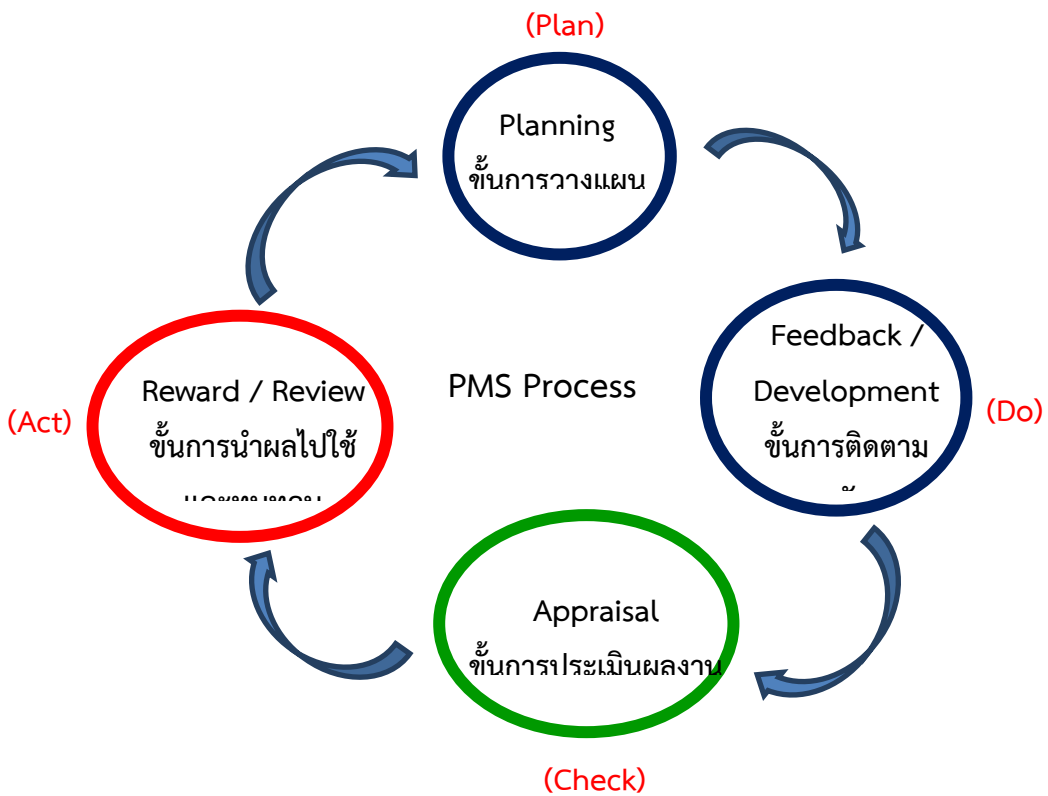 (Plan)
Planning
ขั้นการวางแผน
Feedback /
Development
ขั้นการติดตาม
(Do)
PMS Process
Reward / Review
ขั้นการนำผลไปใช้
(Act)
Appraisal
ขั้นการประเมินผลงาน
(Check)